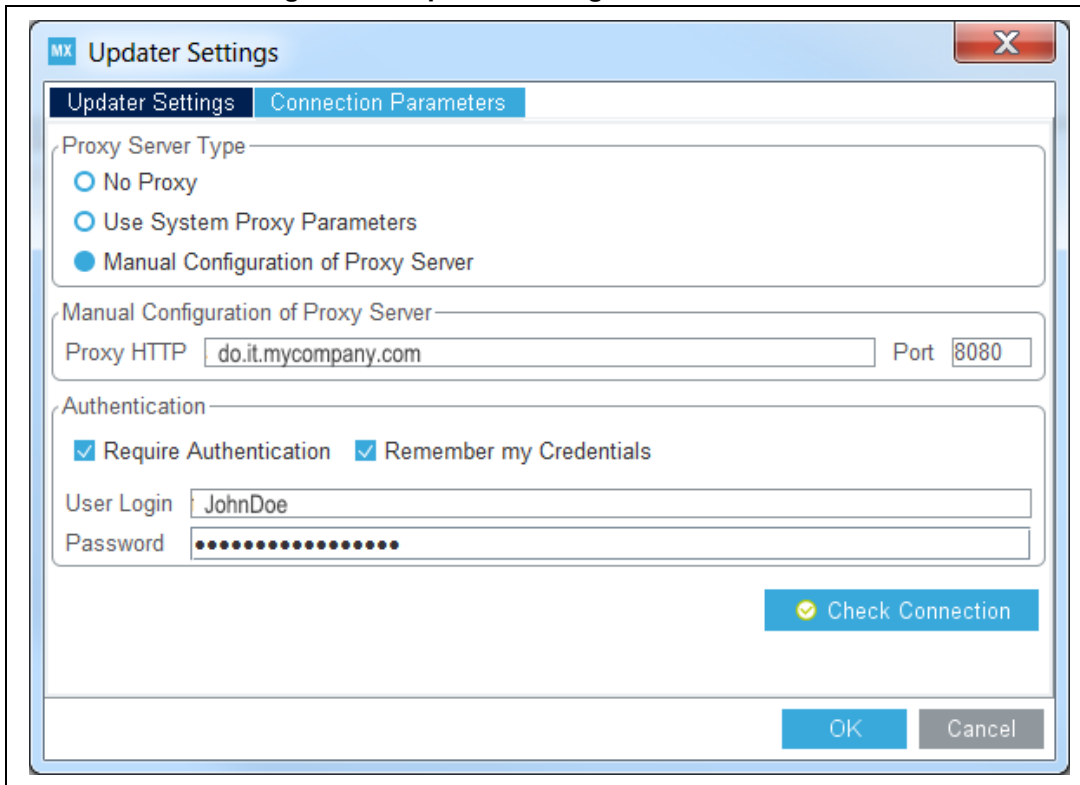 MX Updater Settings X
Updater Settings Connection Parameters
Proxy Server Type
No Proxy
Use System Proxy Parameters
Manual Configuration of Proxy Server
Manual Configuration of Proxy Server
Proxy HTTP do.it.mycompany.com Port 8080
Authentication
Require Authentication Remember my Credentials
User Login JohnDoe
Password •••••••••••••••••
Check Connection
OK Cancel